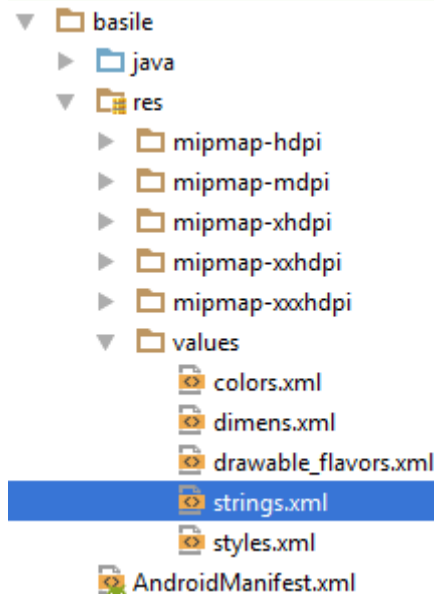 basile
java
res
mipmap-hdpi
mipmap-mdpi
mipmap-xhdpi
mipmap-xxhdpi
mipmap-xxxhdpi
values
colors.xml
dimens.xml
drawable_flavors.xml
strings.xml
styles.xml
AndroidManifest.xml